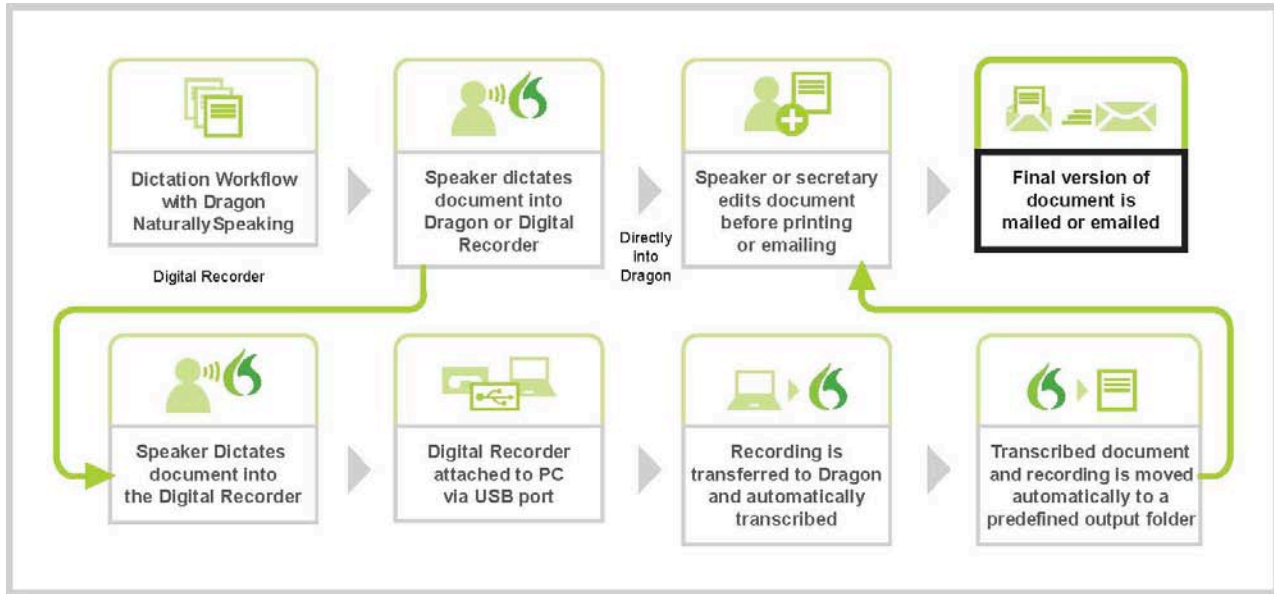 Dictation Workflow
with Dragon
NaturallySpeaking
Speaker dictates
document into
Dragon or Digital
Recorder
Directly
into
Dragon
Speaker or secretary
edits document
before printing
or emailing
Final version of
document is
mailed or emailed
Digital Recorder
Speaker Dictates
document into
the Digital Recorder
Digital Recorder
attached to PC
via USB port
Recording is
transferred to Dragon
and automatically
transcribed
Transcribed document
and recording is moved
automatically to a
predefined output folder